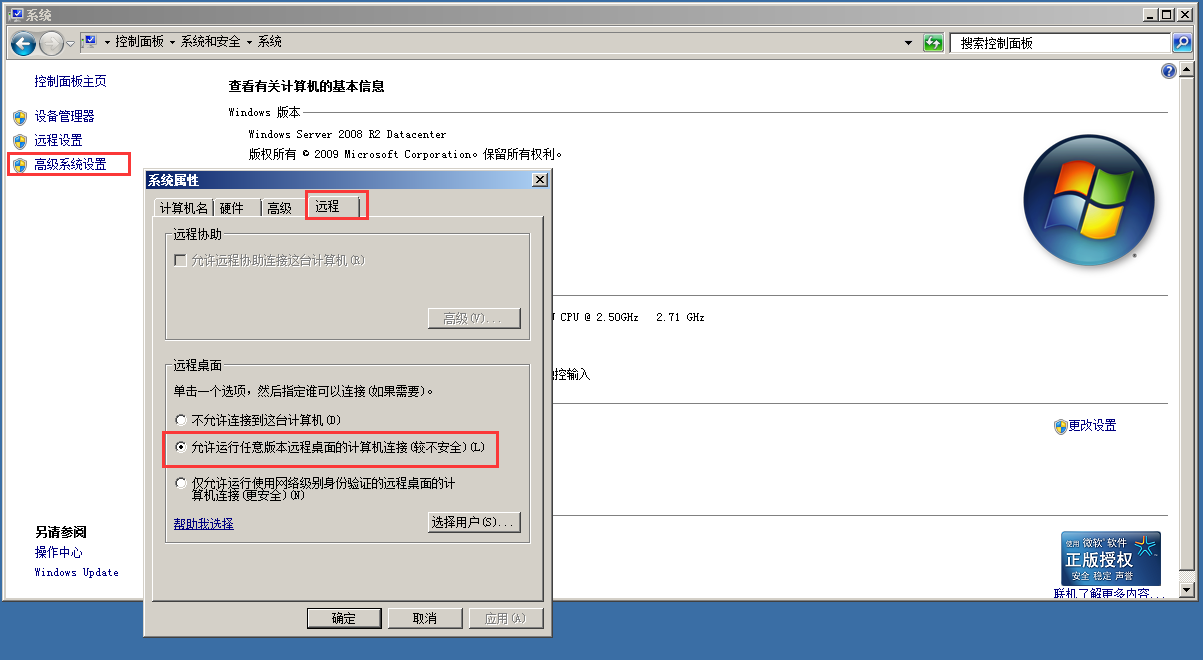 系统
控制面板 系统和安全 系统
搜索控制面板
控制面板主页
设备管理器
远程设置
高级系统设置
查看有关计算机的基本信息
Windows 版本
Windows Server 2008 R2 Datacenter
版权所有 © 2009 Microsoft Corporation。保留所有权利。
系统属性
计算机名 硬件 高级 远程
远程协助
允许远程协助连接这台计算机(R)
高级(V)...
CPU @ 2.50GHz 2.71 GHz
远程桌面
控输入
单击一个选项，然后指定谁可以连接(如果需要)。
不允许连接到这台计算机(D)
更改设置
允许运行任意版本远程桌面的计算机连接(较不安全)(L)
仅允许运行使用网络级别身份验证的远程桌面的计
算机连接(更安全)(N)
帮助我选择
选择用户(S)...
另请参阅
操作中心
Windows Update
使用 微软 软件
正版授权
安全 稳定 声誉
联机了解更多内容...
确定 取消 应用(A)